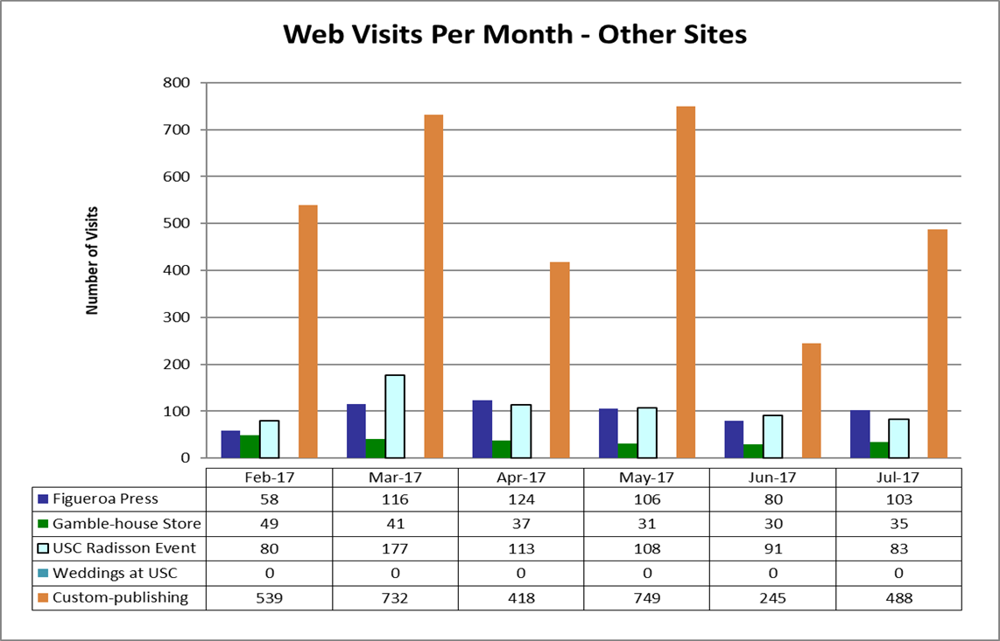 Web Visits Per Month - Other Sites
800
700
600
500
400
300
200
100
0
Number of Visits
Feb-17 Mar-17 Apr-17 May-17 Jun-17 Jul-17
Figueroa Press 58 116 124 106 80 103
Gamble-house Store 49 41 37 31 30 35
USC Radisson Event 80 177 113 108 91 83
Weddings at USC 0 0 0 0 0 0
Custom-publishing 539 732 418 749 245 488